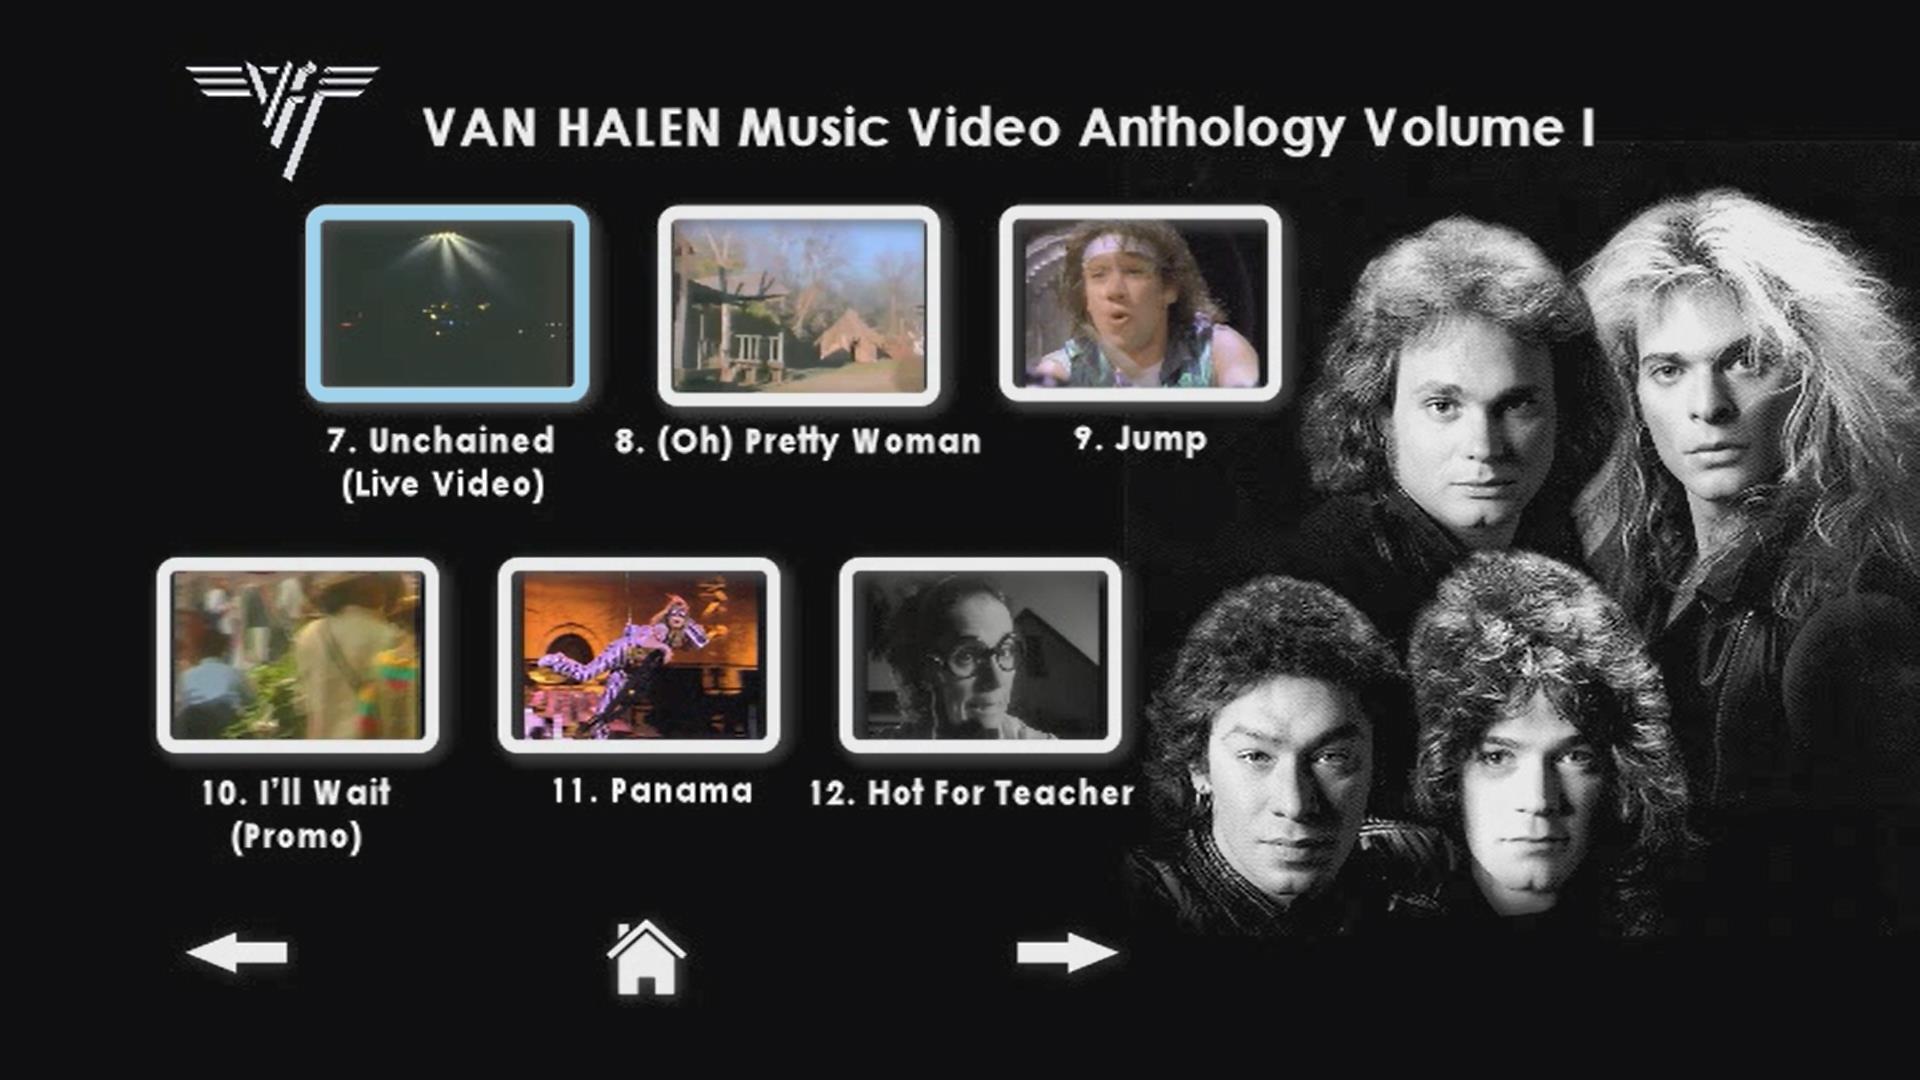 VH
VAN HALEN Music Video Anthology Volume I
7. Unchained
(Live Video)
8. (Oh) Pretty Woman
9. Jump
10. I'll Wait
(Promo)
11. Panama
12. Hot For Teacher